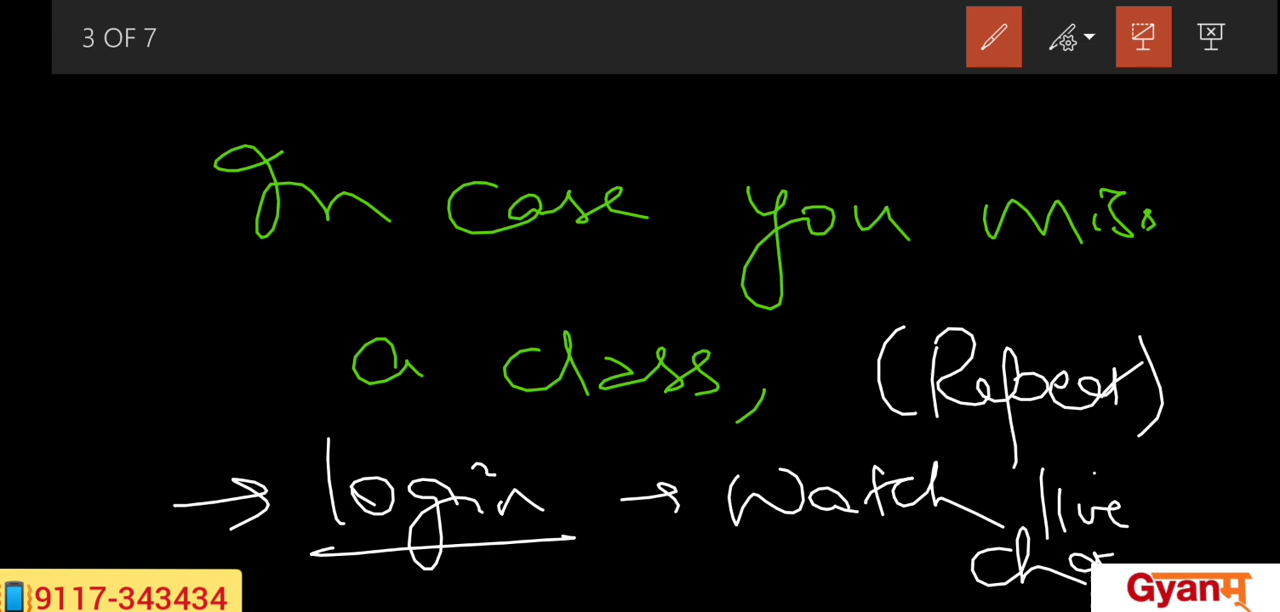 3 OF 7
In case you miss
a class, (Repeat)
→ login → Watch live
9117-343434
Gyanम्